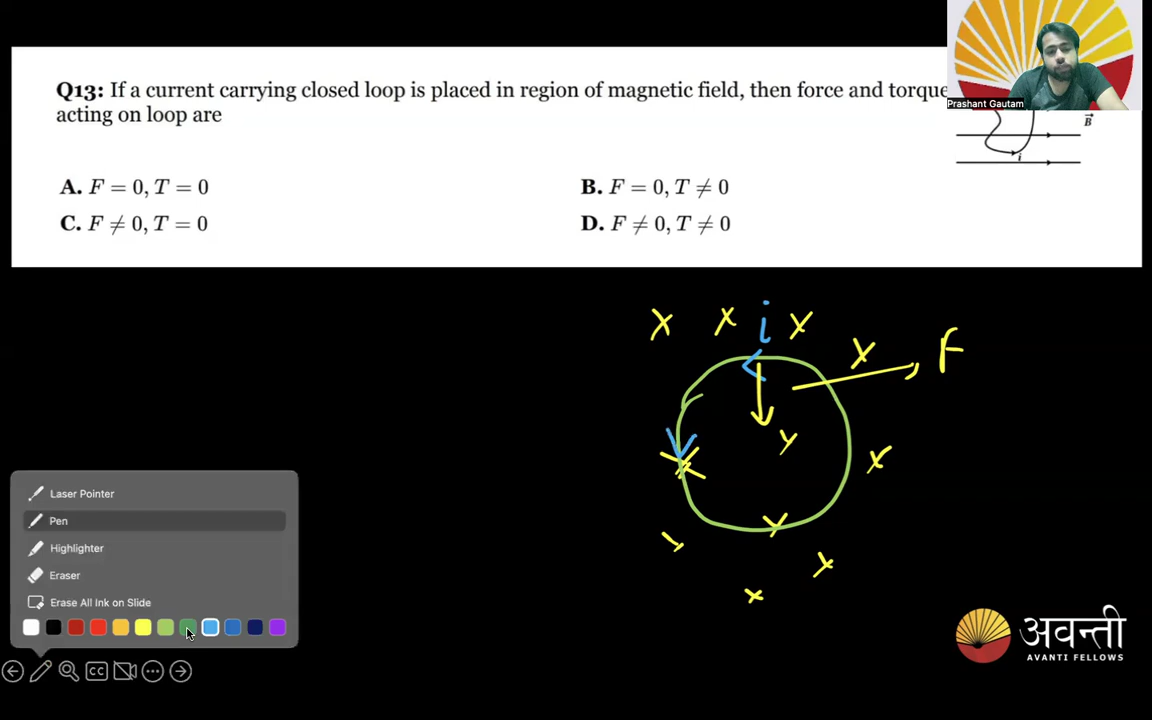 Q13: If a current carrying closed loop is placed in region of magnetic field, then force and torque
acting on loop are
Prashant Gautam
B
i
A. F = 0, T = 0
B. F = 0, T ≠ 0
C. F ≠ 0, T = 0
D. F ≠ 0, T ≠ 0
x x i x
x F
x
x
x
x
Laser Pointer
Pen
Highlighter
Eraser
Erase All Ink on Slide
CC
अवन्ती
AVANTI FELLOWS